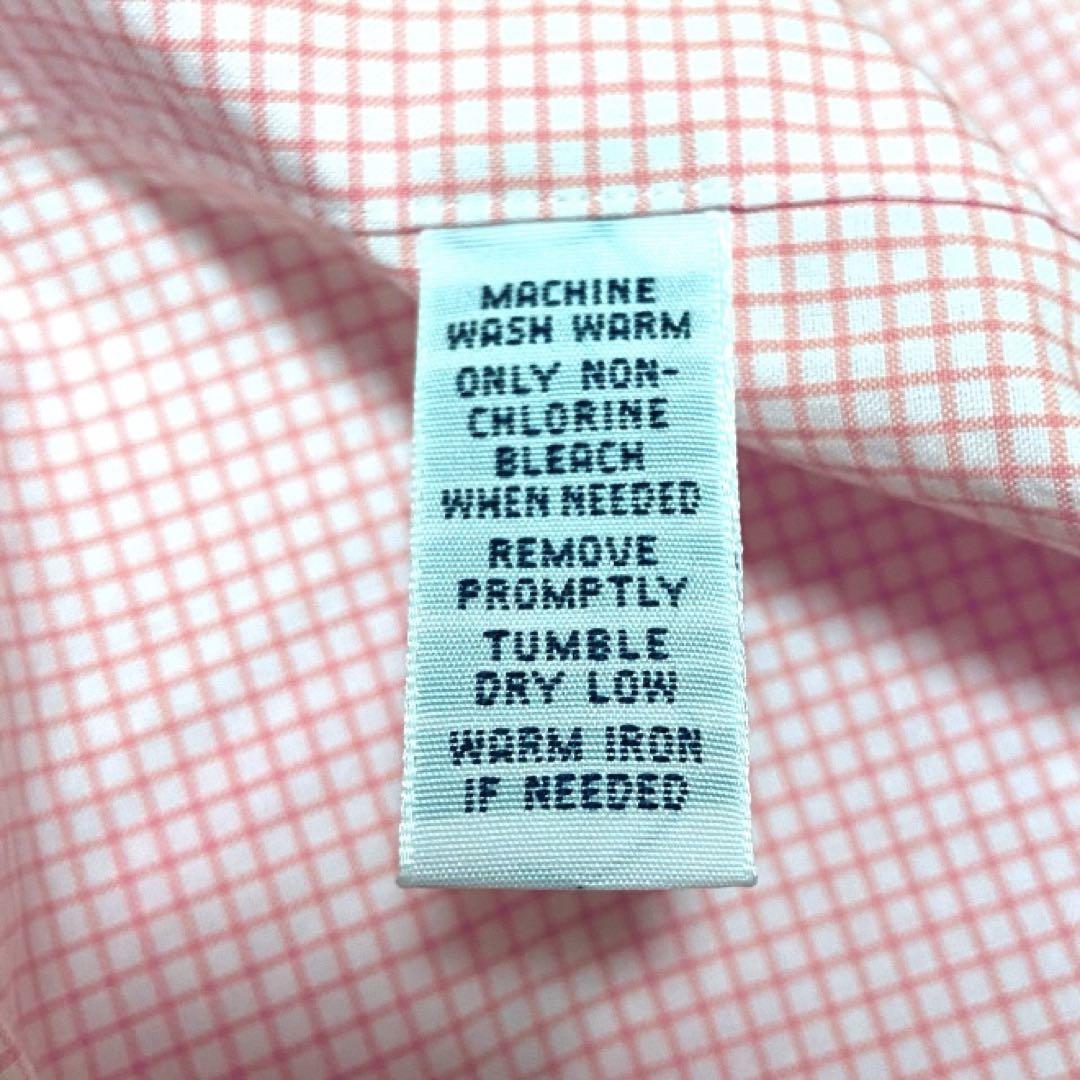 MACHINE
WASH WARM
ONLY NON-
CHLORINE
BLEACH
WHEN NEEDED
REMOVE
PROMPTLY
TUMBLE
DRY LOW
WARM IRON
IF NEEDED